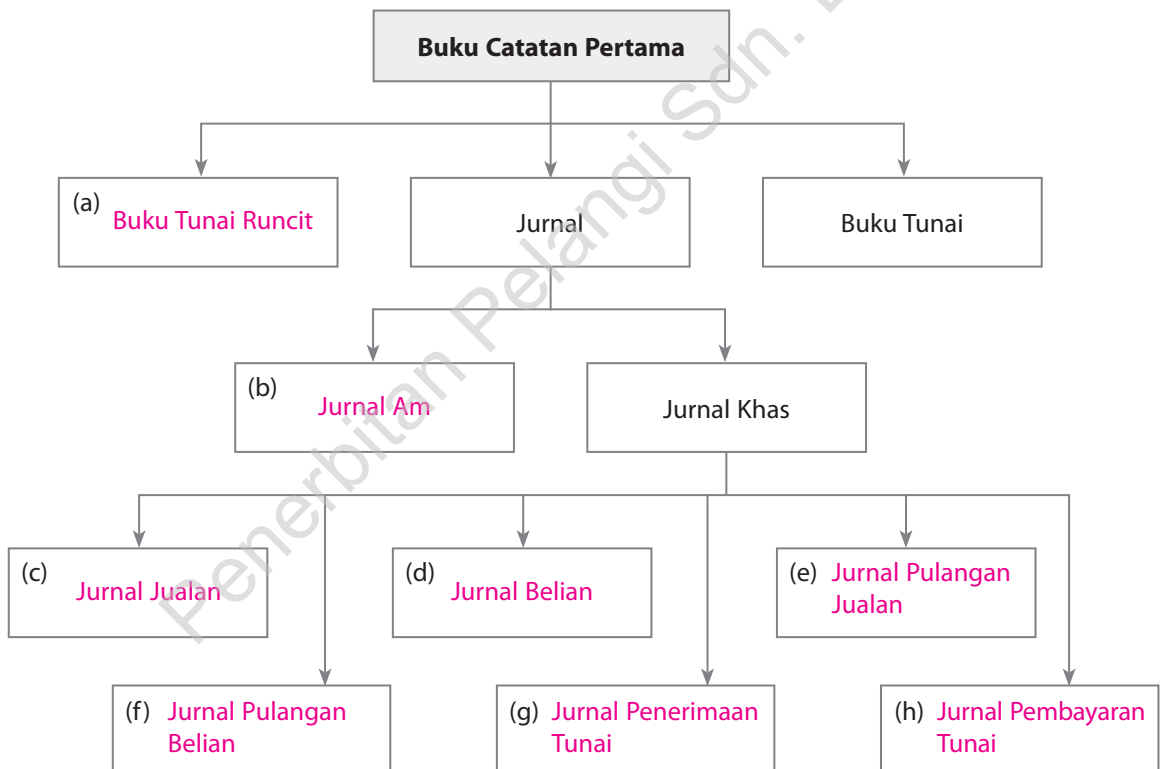 Buku Catatan Pertama
(a) Buku Tunai Runcit
Jurnal
Buku Tunai
(b) Jurnal Am
Jurnal Khas
(c) Jurnal Jualan
(d) Jurnal Belian
(e) Jurnal Pulangan
Jualan
(f) Jurnal Pulangan
Belian
(g) Jurnal Penerimaan
Tunai
(h) Jurnal Pembayaran
Tunai
Penerbitan Pelangi Sdn.